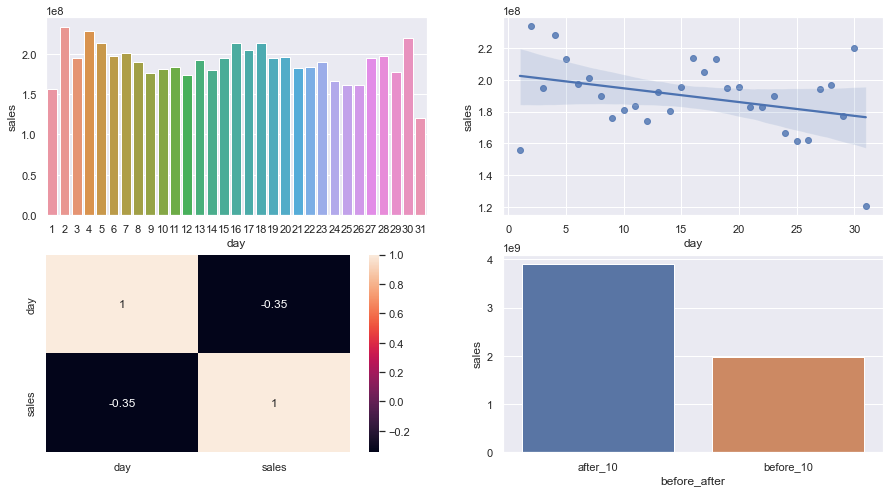 1e8
sales
2.0
1.5
1.0
0.5
0.0
1 2 3 4 5 6 7 8 9 10 11 12 13 14 15 16 17 18 19 20 21 22 23 24 25 26 27 28 29 30 31
day
1e8
sales
2.2
2.0
1.8
1.6
1.4
1.2
0 5 10 15 20 25 30
day
day
sales
1
-0.35
-0.35
1
day sales
1.0
0.8
0.6
0.4
0.2
0.0
−0.2
1e9
sales
4
3
2
1
0
after_10 before_10
before_after